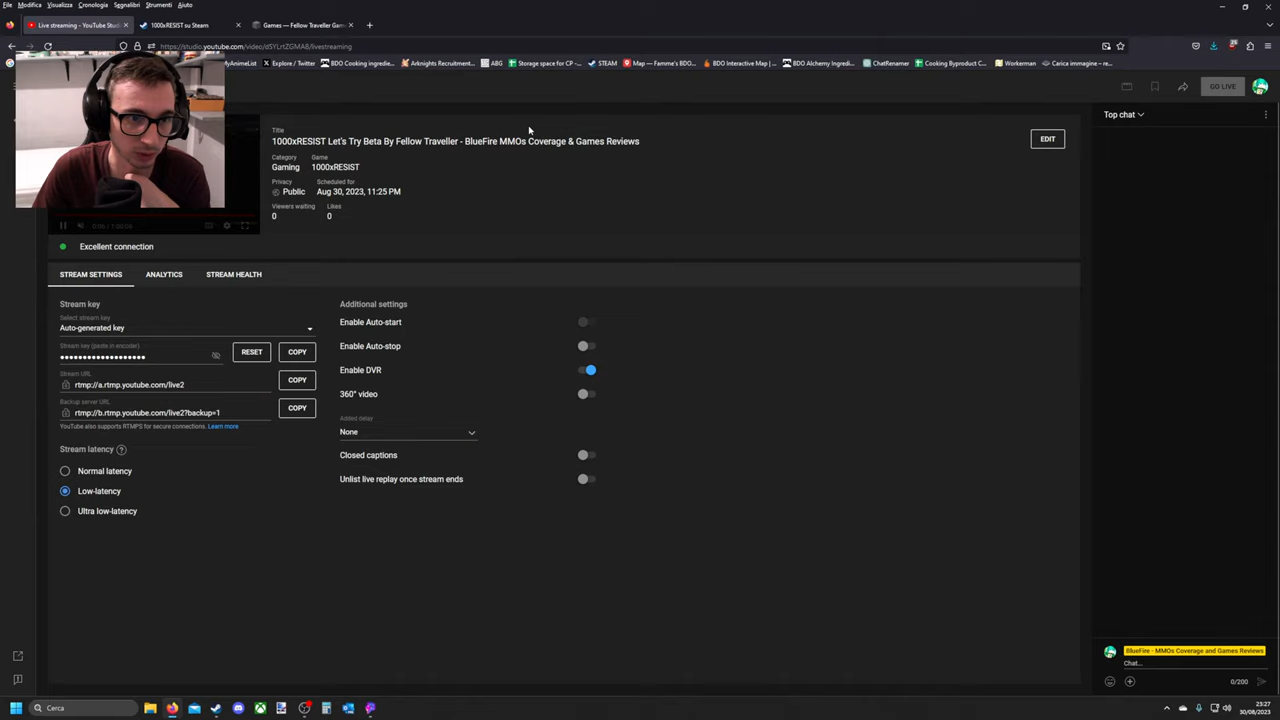 File Modifica Visualizza Cronologia Segnalibri Strumenti Aiuto
Live streaming - YouTube Studi
1000xRESIST su Steam
Games — Fellow Traveller Gam
https://studio.youtube.com/video/dSYLrtZGMA8/livestreaming
MyAnimeList
Explore / Twitter
BDO Cooking ingredie...
Arknights Recruitment...
ABG
Storage space for CP -...
STEAM
Map — Famme's BDO...
BDO Interactive Map |...
BDO Alchemy Ingredi...
ChatRenamer
Cooking Byproduct C...
Workerman
Carica immagine — re...
GO LIVE
Title
1000xRESIST Let's Try Beta By Fellow Traveller - BlueFire MMOs Coverage & Games Reviews
EDIT
Category Game
Gaming 1000xRESIST
Privacy Scheduled for
Public Aug 30, 2023, 11:25 PM
Viewers waiting Likes
0 0
Excellent connection
STREAM SETTINGS ANALYTICS STREAM HEALTH
Stream key
Select stream key
Auto-generated key
Stream key (paste in encoder)
RESET COPY
Stream URL
rtmp://a.rtmp.youtube.com/live2
COPY
Backup server URL
rtmp://b.rtmp.youtube.com/live2?backup=1
COPY
YouTube also supports RTMPS for secure connections. Learn more
Stream latency
Normal latency
Low-latency
Ultra low-latency
Additional settings
Enable Auto-start
Enable Auto-stop
Enable DVR
360° video
Added delay
None
Closed captions
Unlist live replay once stream ends
Top chat
BlueFire - MMOs Coverage and Games Reviews
Chat...
0/200
Cerca
23:27
30/08/2023